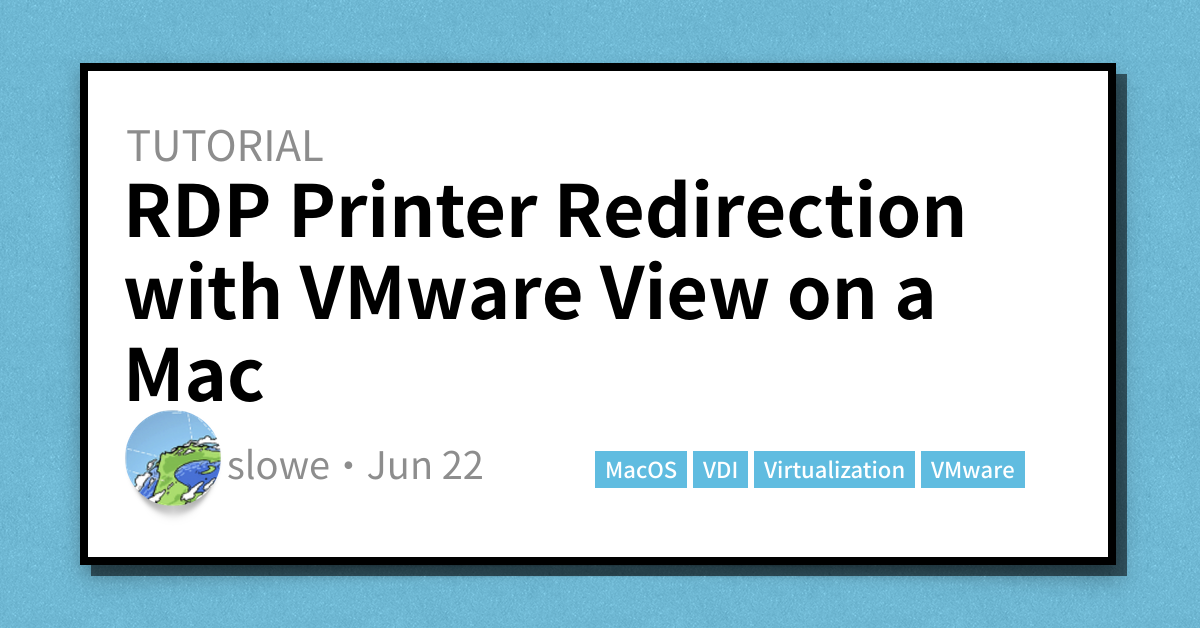 TUTORIAL
RDP Printer Redirection
with VMware View on a
Mac
slowe • Jun 22
MacOS VDI Virtualization VMware